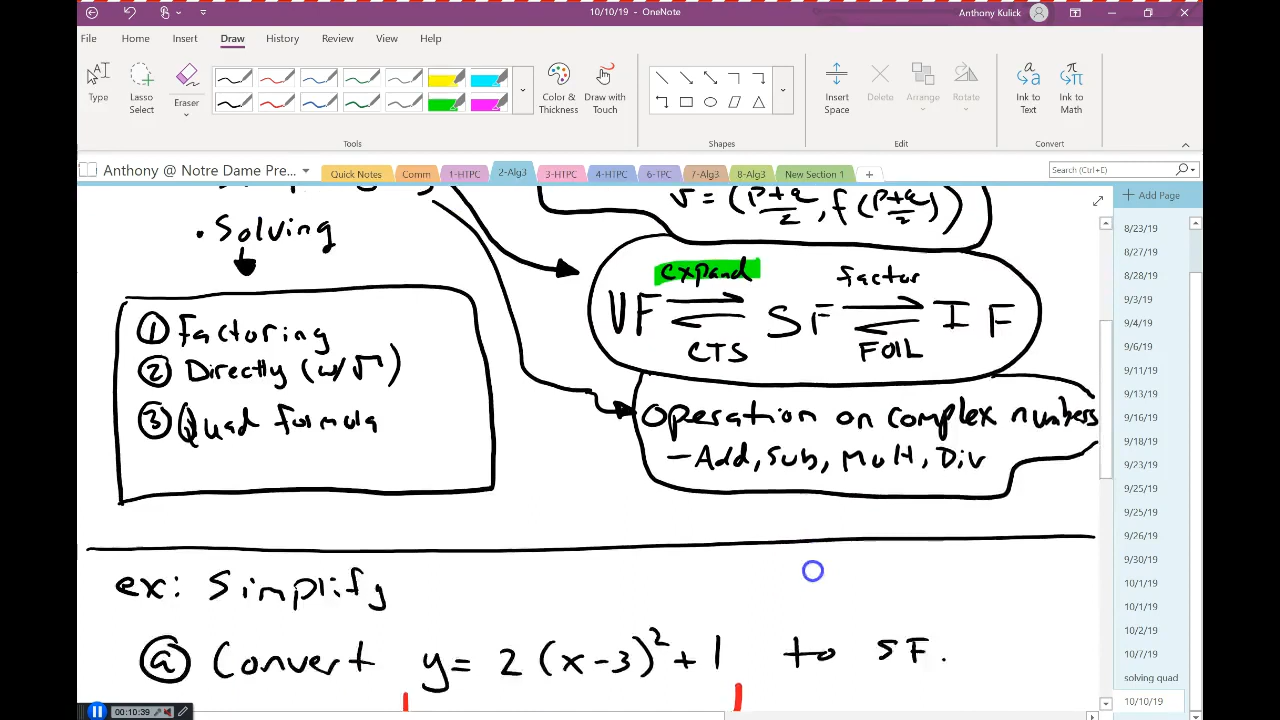 10/10/19 - OneNote
Anthony Kulick
File Home Insert Draw History Review View Help
Type
Lasso Select
Eraser
Color & Thickness
Draw with Touch
Insert Space
Delete
Arrange
Rotate
Ink to Text
Ink to Math
Tools
Shapes
Edit
Convert
Anthony @ Notre Dame Pre...
Quick Notes Comm 1-HTPC 2-Alg3 3-HTPC 4-HTPC 6-TPC 7-Alg3 8-Alg3 New Section 1 +
Search (Ctrl+E)
+ Add Page
8/23/19
8/27/19
8/28/19
9/3/19
9/4/19
9/6/19
9/11/19
9/13/19
9/16/19
9/18/19
9/23/19
9/25/19
9/25/19
9/26/19
9/30/19
10/1/19
10/1/19
10/2/19
10/7/19
solving quad
10/10/19
V = (P+q/2, f(P+q/2))
• Solving
① Factoring
② Directly (w/√)
③ Quad formula
expand factor
VF SF IF
CTS FOIL
Operation on complex numbers
- Add, Sub, Mult, Div
ex: Simplify
ⓐ Convert y = 2(x-3)²+1 to SF.
00:10:39